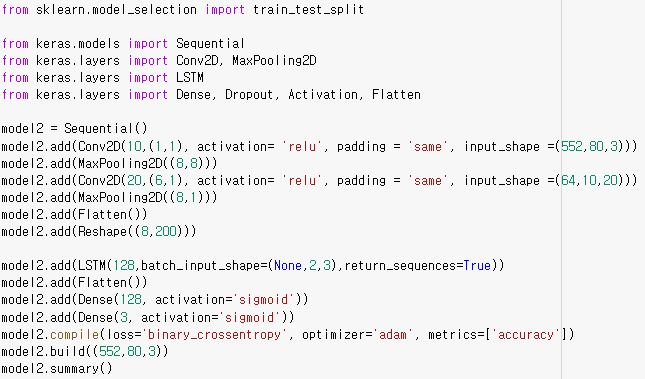 from sklearn.model_selection import train_test_split
from keras.models import Sequential
from keras.layers import Conv2D, MaxPooling2D
from keras.layers import LSTM
from keras.layers import Dense, Dropout, Activation, Flatten
model2 = Sequential()
model2.add(Conv2D(10,(1,1), activation= 'relu', padding = 'same', input_shape =(552,80,3)))
model2.add(MaxPooling2D((8,8)))
model2.add(Conv2D(20,(6,1), activation= 'relu', padding = 'same', input_shape =(64,10,20)))
model2.add(MaxPooling2D((8,1)))
model2.add(Flatten())
model2.add(Reshape((8,200)))
model2.add(LSTM(128,batch_input_shape=(None,2,3),return_sequences=True))
model2.add(Flatten())
model2.add(Dense(128, activation='sigmoid'))
model2.add(Dense(3, activation='sigmoid'))
model2.compile(loss='binary_crossentropy', optimizer='adam', metrics=['accuracy'])
model2.build((552,80,3))
model2.summary()